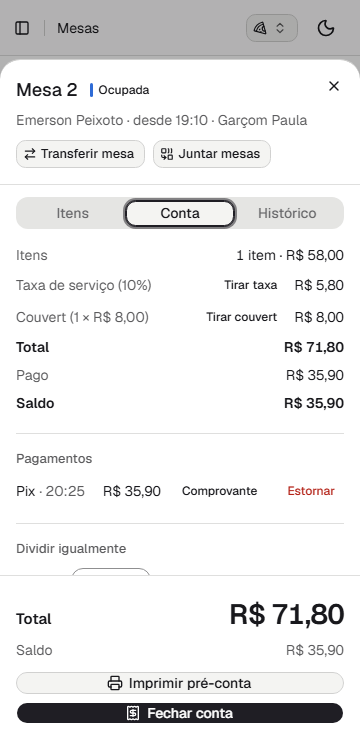 Mesas
Mesa 2 Ocupada
Emerson Peixoto · desde 19:10 · Garçom Paula
Transferir mesa Juntar mesas
Itens Conta Histórico
Itens 1 item · R$ 58,00
Taxa de serviço (10%) Tirar taxa R$ 5,80
Couvert (1 × R$ 8,00) Tirar couvert R$ 8,00
Total R$ 71,80
Pago R$ 35,90
Saldo R$ 35,90
Pagamentos
Pix · 20:25 R$ 35,90 Comprovante Estornar
Dividir igualmente
Total R$ 71,80
Saldo R$ 35,90
Imprimir pré-conta
Fechar conta